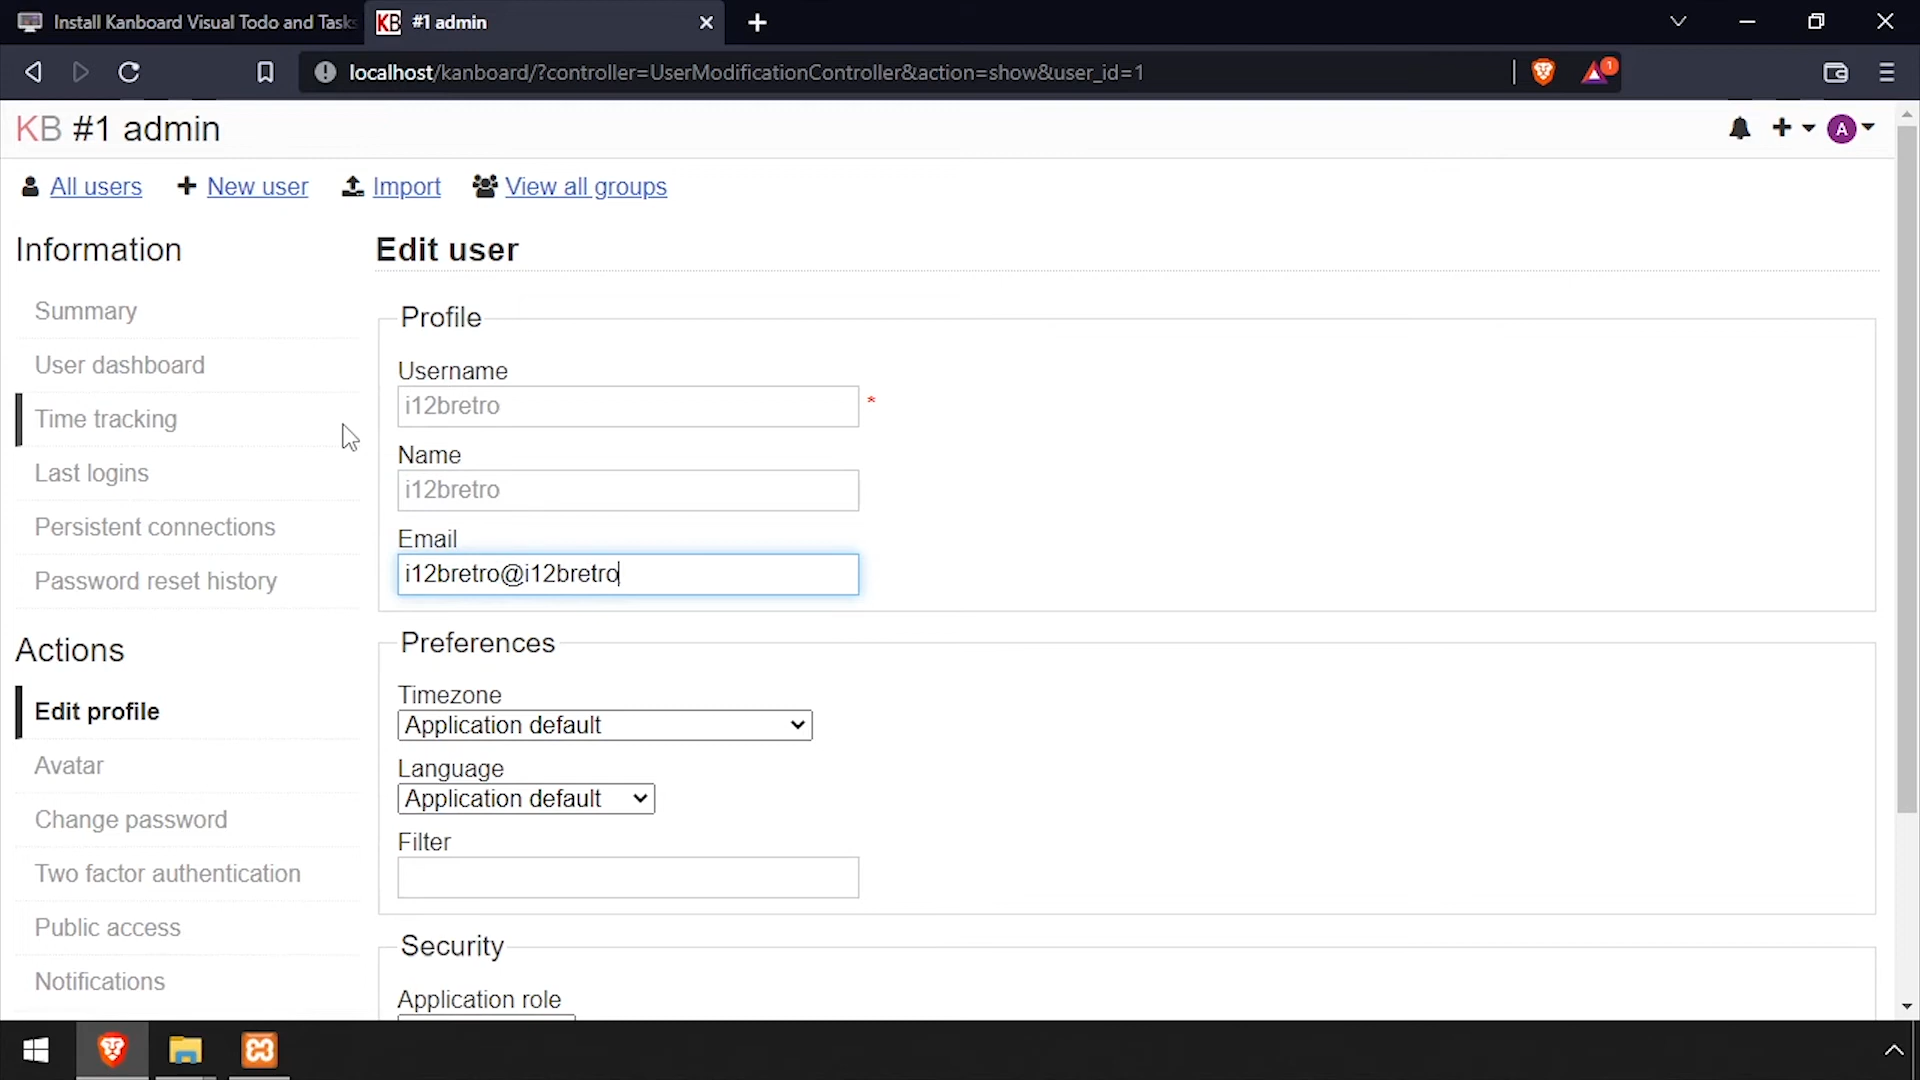 Install Kanboard Visual Todo and Tasks
KB #1 admin
localhost/kanboard/?controller=UserModificationController&action=show&user_id=1
1
KB #1 admin
A
All users
New user
Import
View all groups
Information
Summary
User dashboard
Time tracking
Last logins
Persistent connections
Password reset history
Actions
Edit profile
Avatar
Change password
Two factor authentication
Public access
Notifications
Edit user
Profile
Username
i12bretro *
Name
i12bretro
Email
i12bretro@i12bretro
Preferences
Timezone
Application default
Language
Application default
Filter
Security
Application role